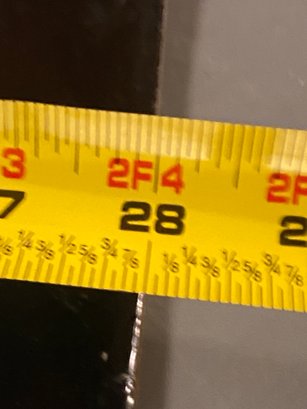 3 2F4 2F
7 28 2
⅛ ¼ ⅜ ½ ⅝ ¾ ⅞ ⅛ ¼ ⅜ ½ ⅝ ¾ ⅞